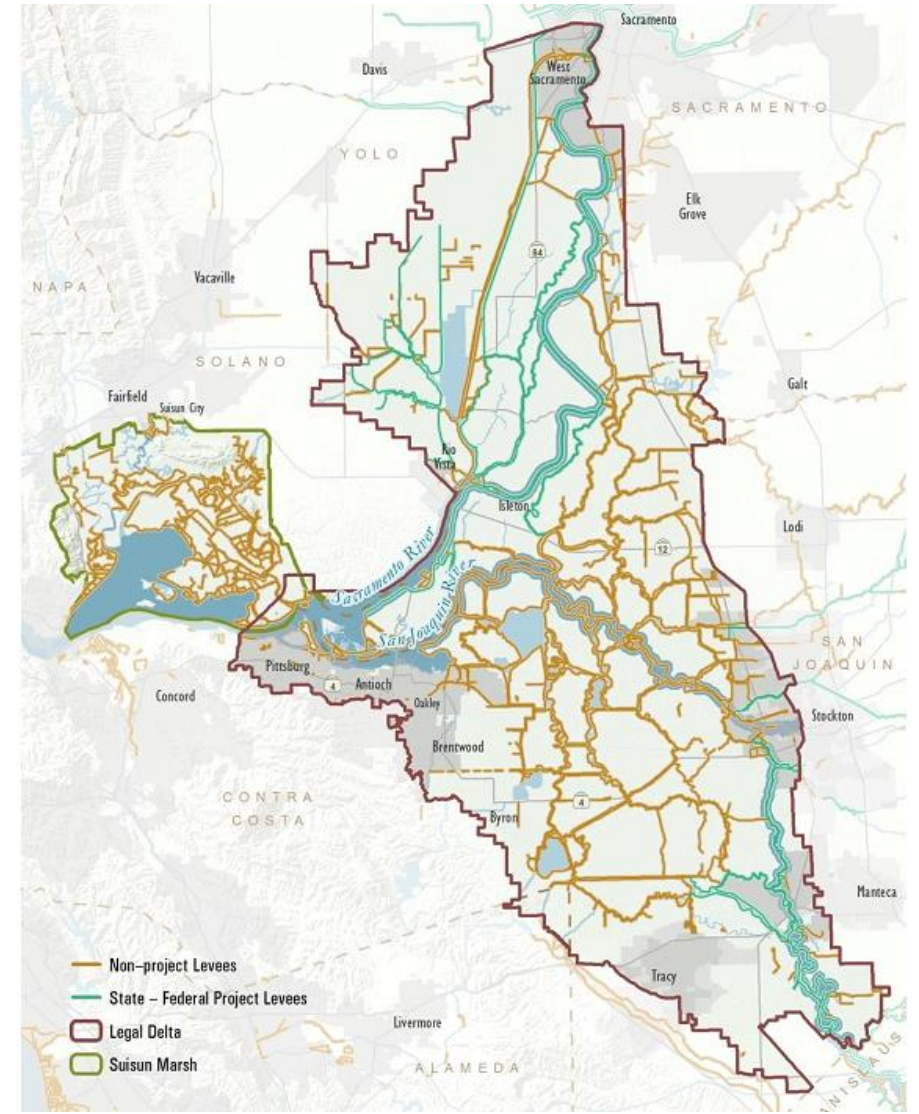 Sacramento
Davis
West
Sacramento
SACRAMENTO
YOLO
Elk
Grove
84
Vacaville
NAPA
SOLANO
Galt
Fairfield
Suisun City
Rio
Vista
Isleton
Lodi
12
Sacramento River
San Joaquin River
SAN
JOAQUIN
Pittsburg
4
Antioch
Concord
Oakley
Stockton
Brentwood
CONTRA
COSTA
4
Byron
Manteca
Non-project Levees
Tracy
State – Federal Project Levees
Legal Delta
Livermore
Suisun Marsh
ALAMEDA
NISLAUS